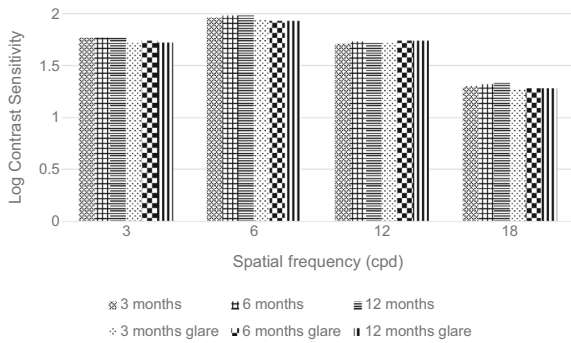 Log Contrast Sensitivity
2
1.5
1
0.5
0
3 6 12 18
Spatial frequency (cpd)
3 months 6 months 12 months
3 months glare 6 months glare 12 months glare